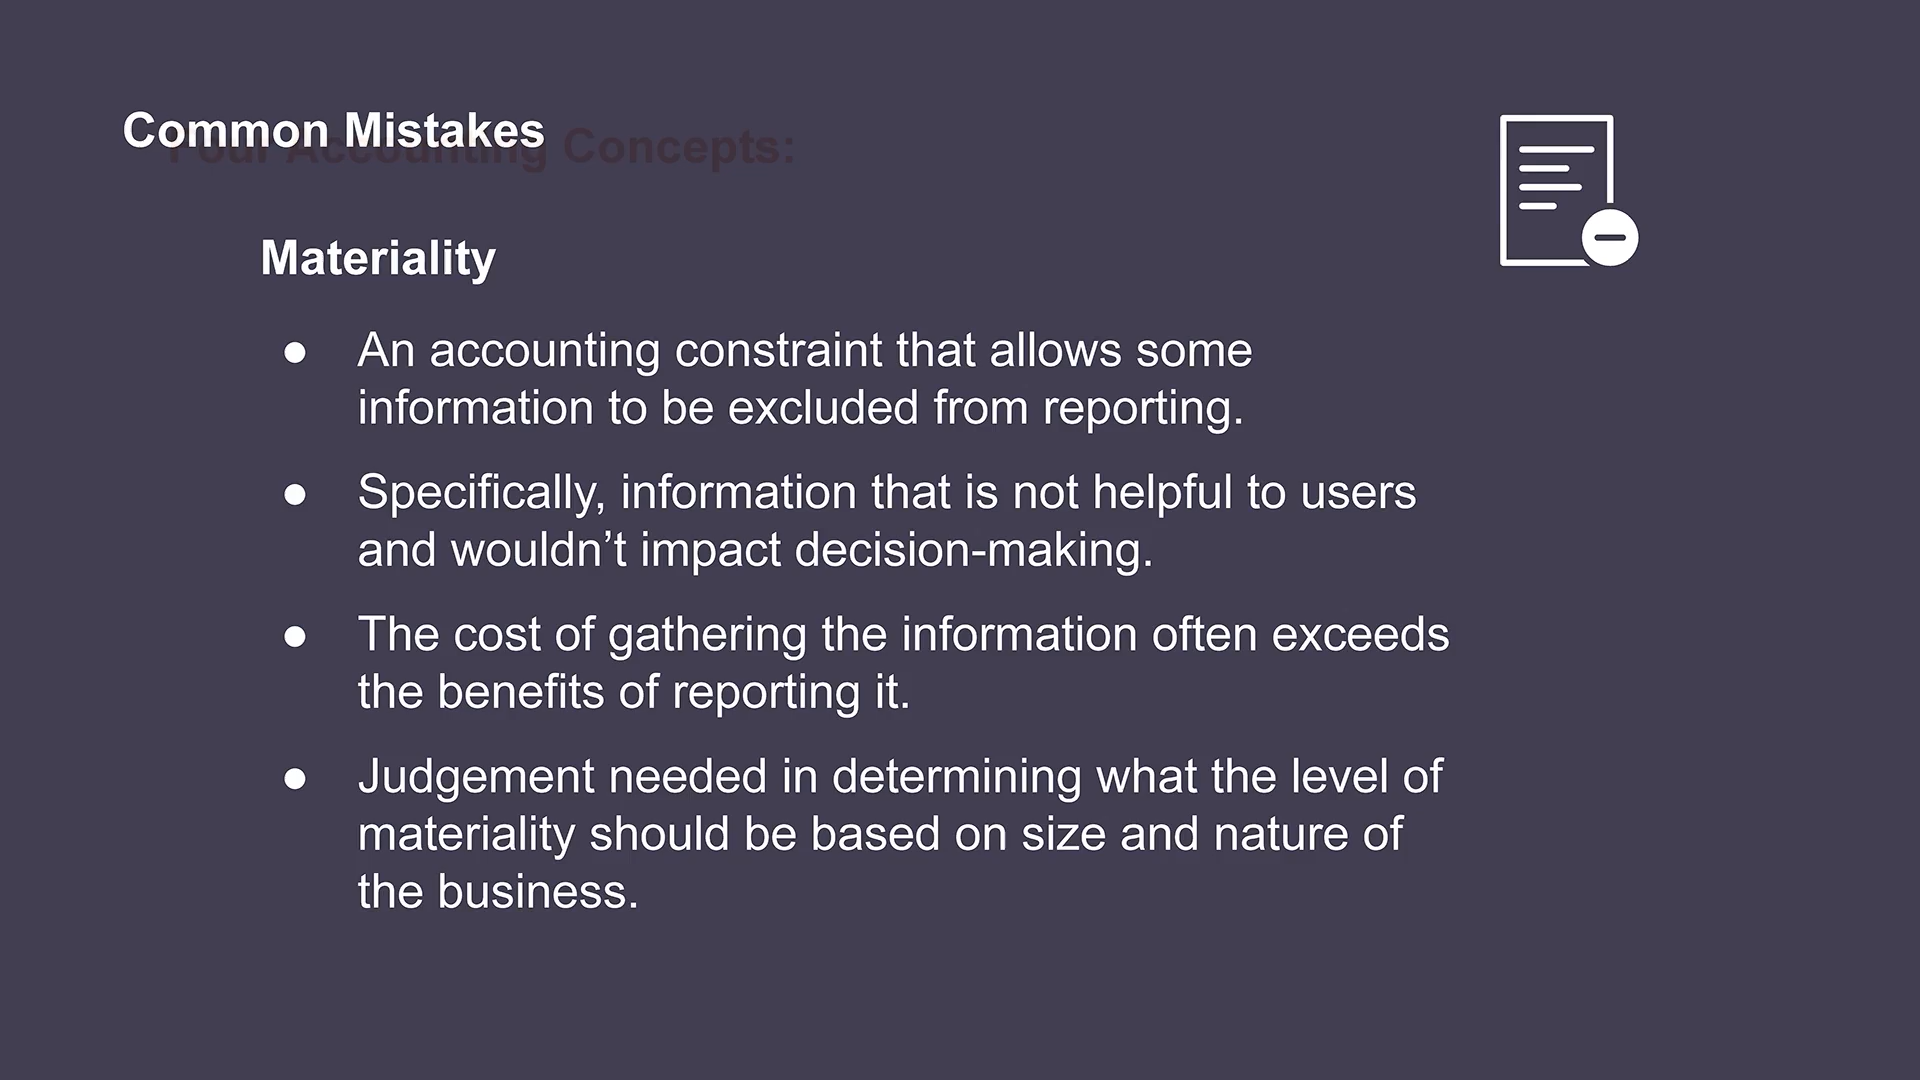 Common Mistakes
Four Accounting Concepts:
Materiality
● An accounting constraint that allows some
information to be excluded from reporting.
● Specifically, information that is not helpful to users
and wouldn’t impact decision-making.
● The cost of gathering the information often exceeds
the benefits of reporting it.
● Judgement needed in determining what the level of
materiality should be based on size and nature of
the business.